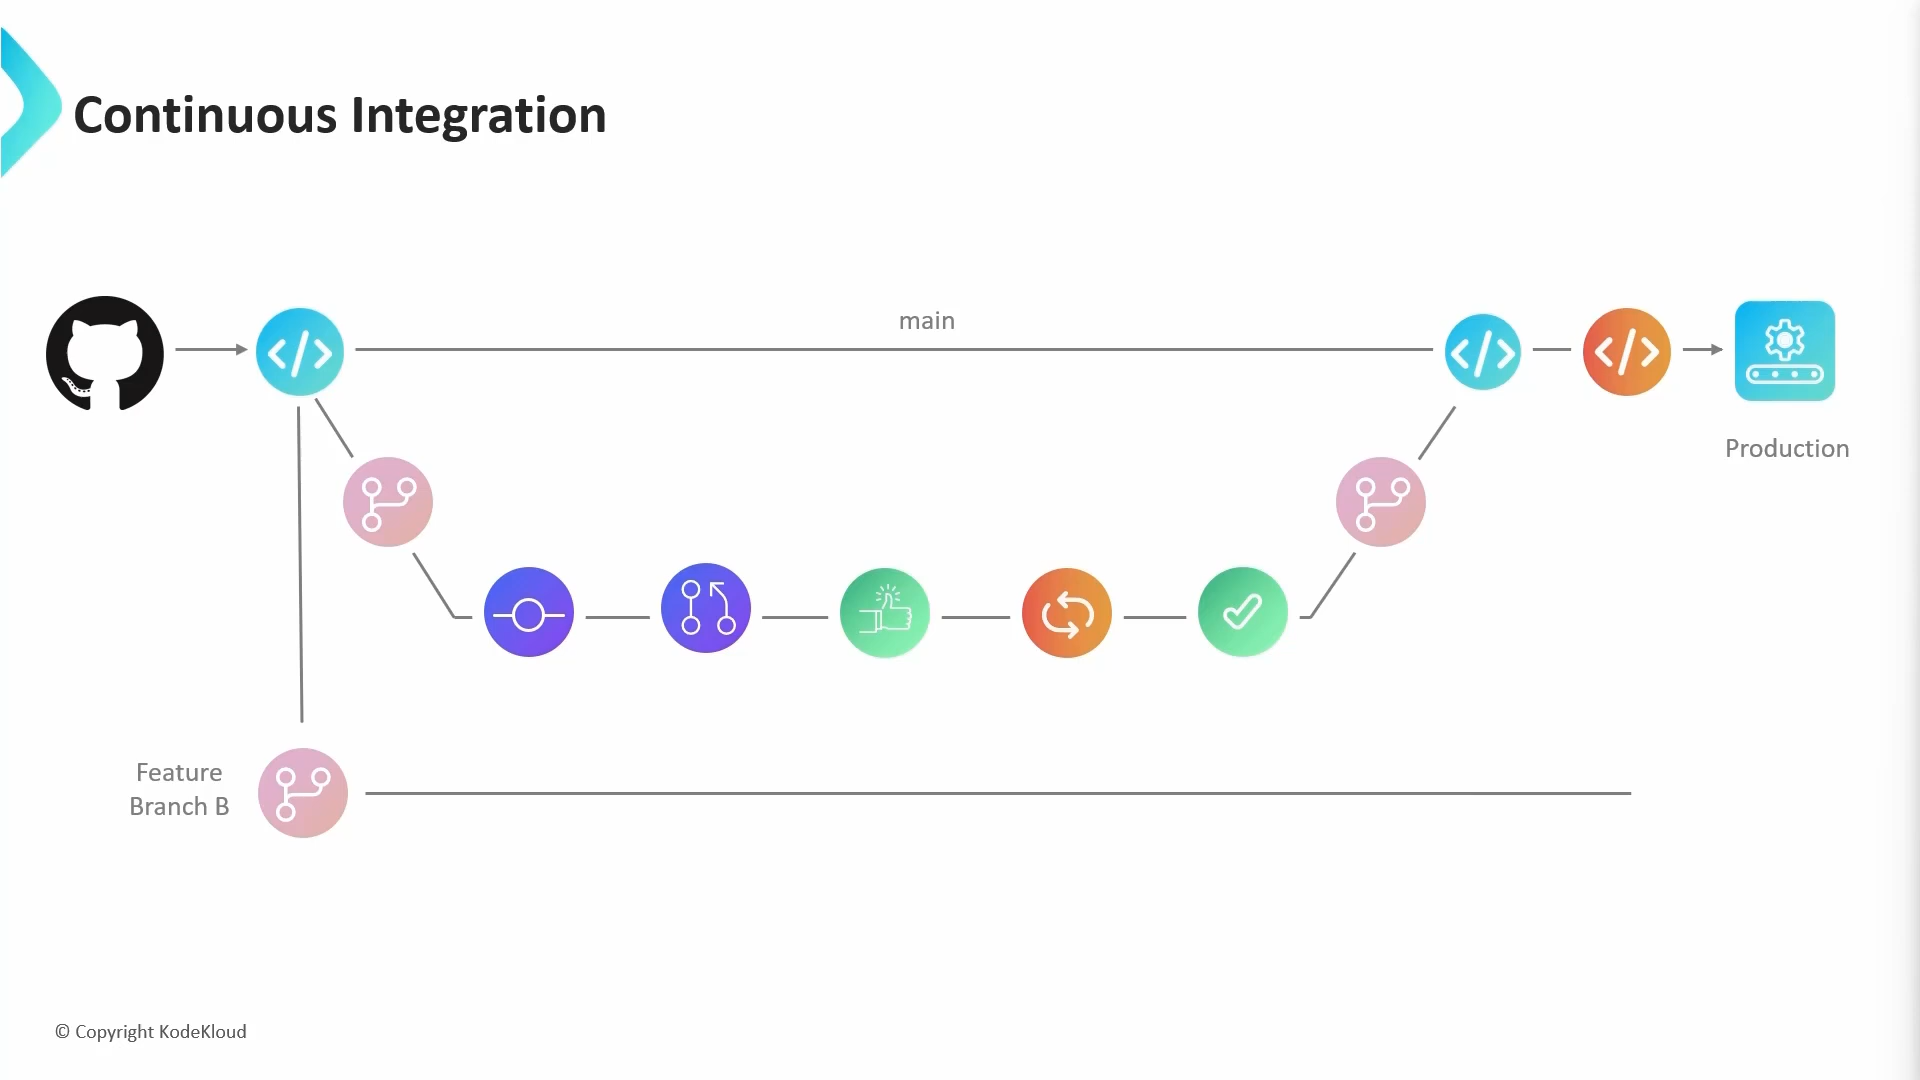 Continuous Integration
main
Production
Feature
Branch B
© Copyright KodeKloud